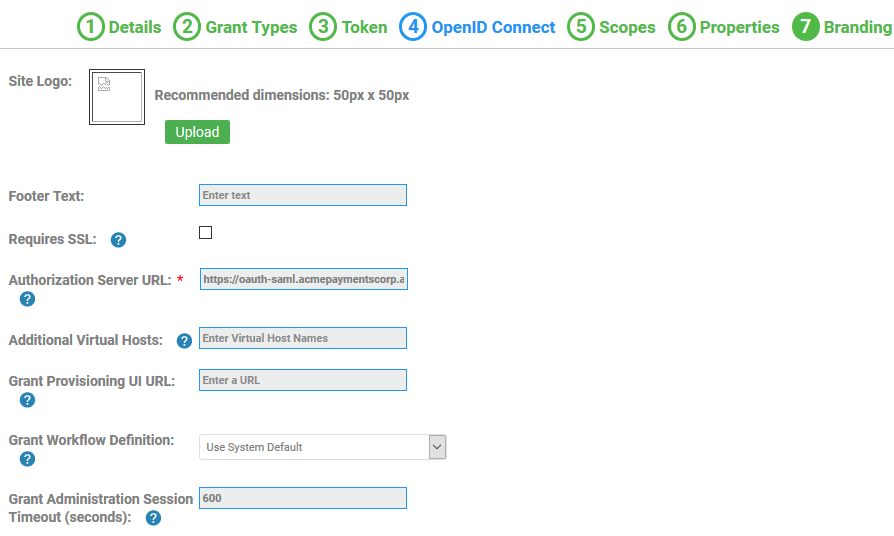 1 Details 2 Grant Types 3 Token 4 OpenID Connect 5 Scopes 6 Properties 7 Branding
Site Logo:
Recommended dimensions: 50px x 50px
Upload
Footer Text: Enter text
Requires SSL: ?
Authorization Server URL: * https://oauth-saml.acmepaymentscorp.a
?
Additional Virtual Hosts: ? Enter Virtual Host Names
Grant Provisioning UI URL: Enter a URL
?
Grant Workflow Definition: Use System Default
?
Grant Administration Session 600
Timeout (seconds): ?